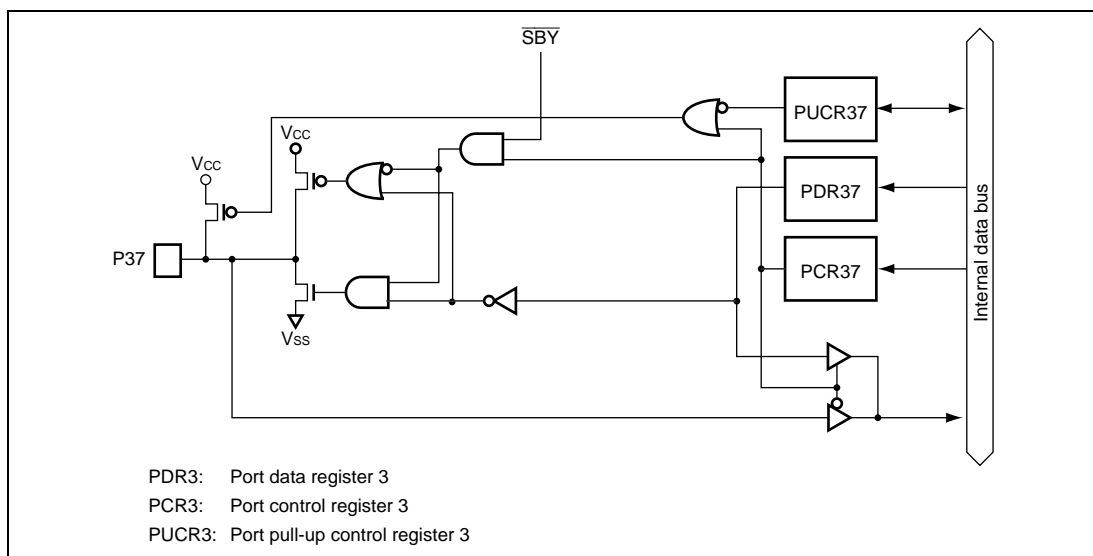 SBY
PUCR37
VCC
VCC
PDR37
P37
PCR37
VSS
Internal data bus
PDR3: Port data register 3
PCR3: Port control register 3
PUCR3: Port pull-up control register 3